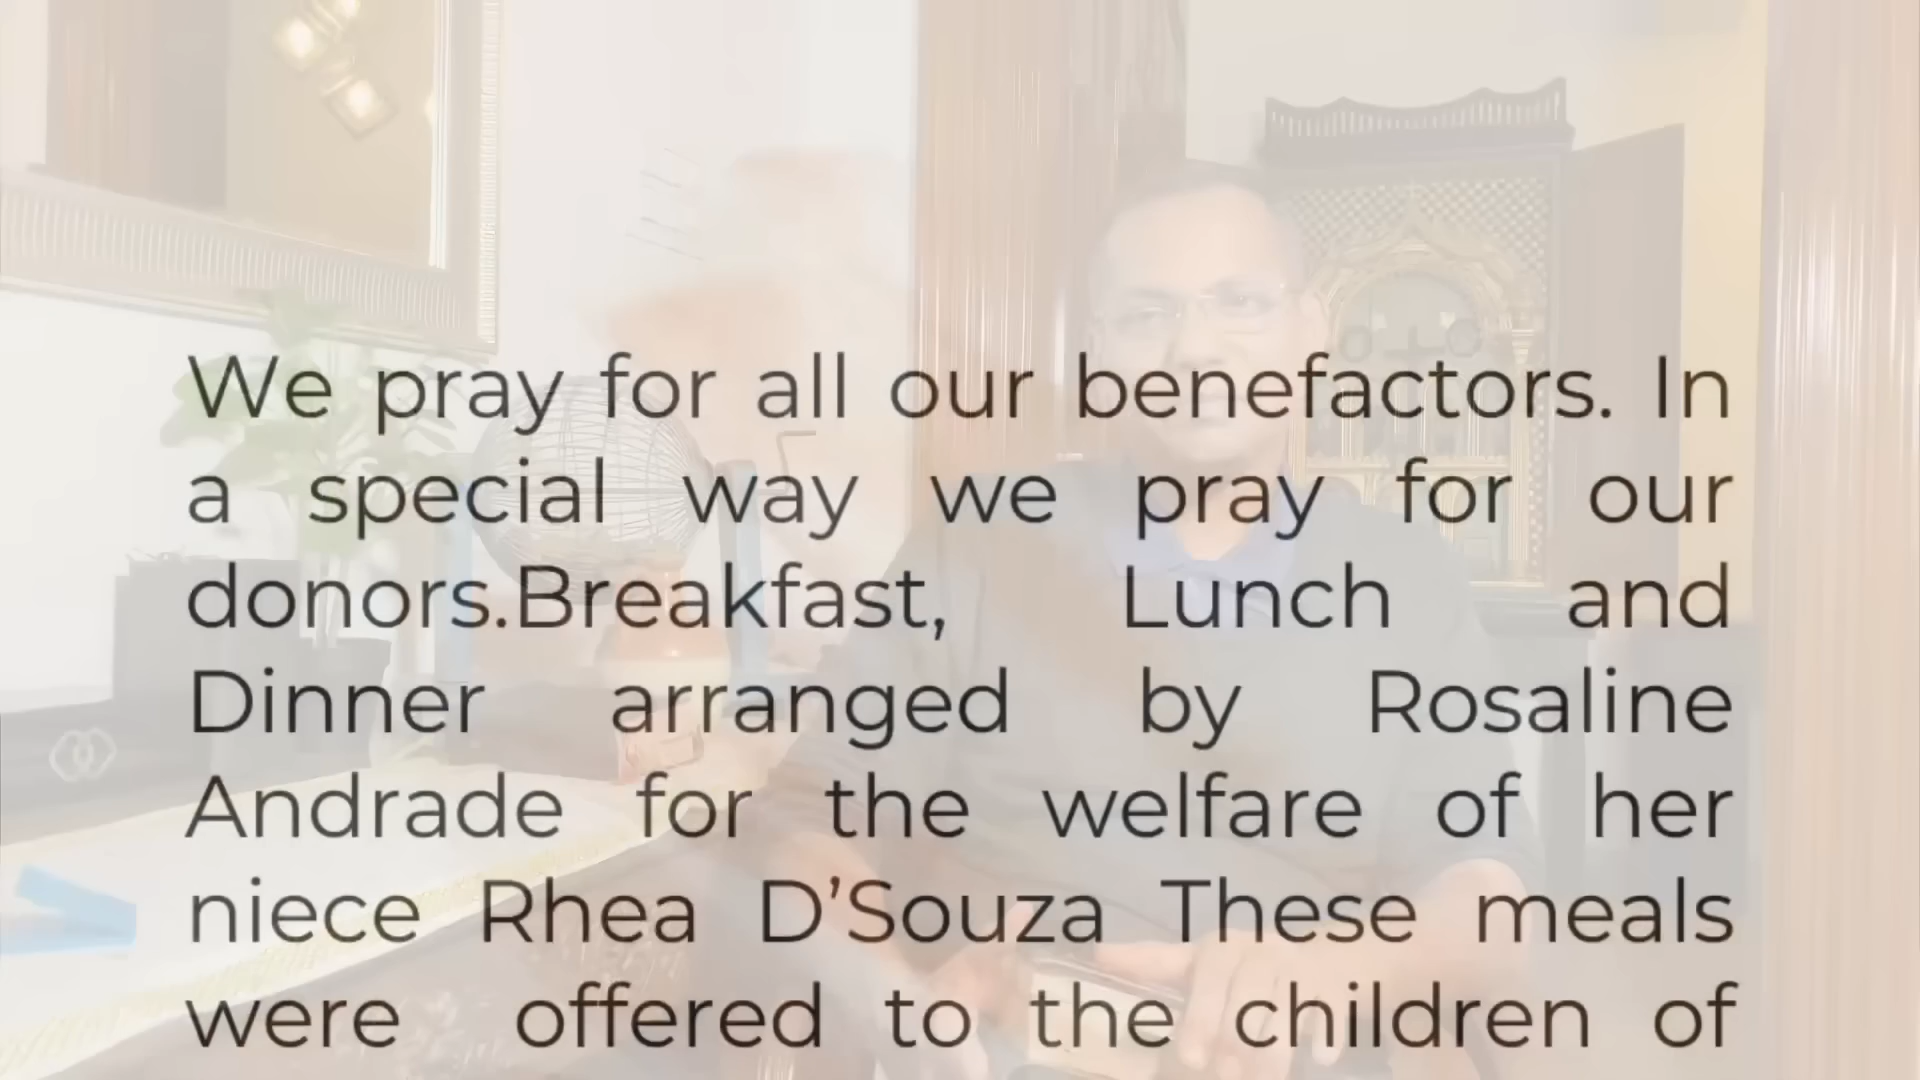 We pray for all our benefactors. In
a special way we pray for our
donors.Breakfast, Lunch and
Dinner arranged by Rosaline
Andrade for the welfare of her
niece Rhea D’Souza These meals
were offered to the children of